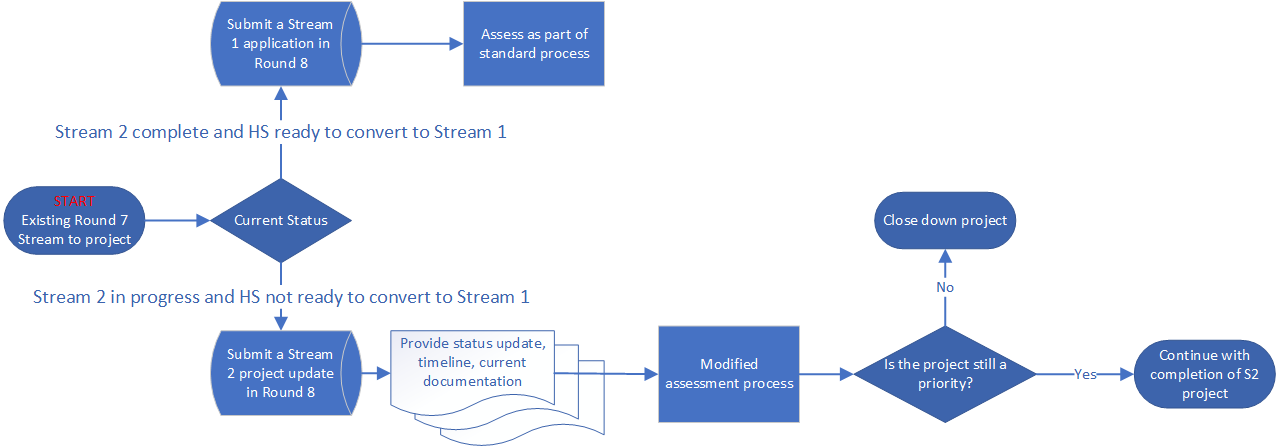 Submit a Stream
1 application in
Round 8
Assess as part of
standard process
Stream 2 complete and HS ready to convert to Stream 1
START
Existing Round 7
Stream to project
Current Status
Close down project
Stream 2 in progress and HS not ready to convert to Stream 1
No
Submit a Stream
2 project update
in Round 8
Provide status update,
timeline, current
documentation
Modified
assessment process
Is the project still a
priority?
Yes
Continue with
completion of S2
project